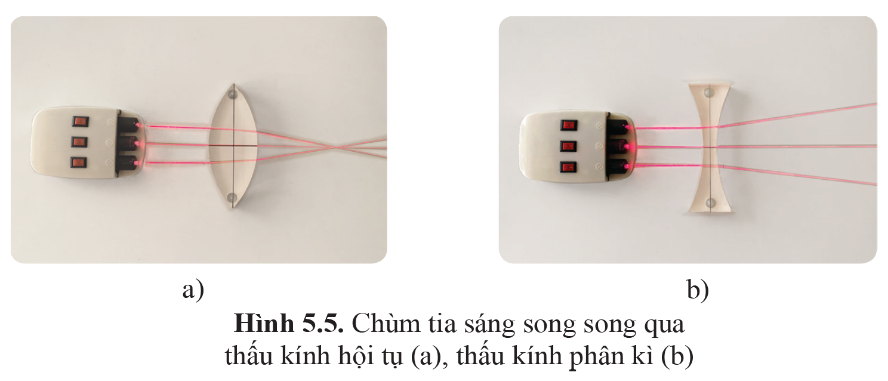 a)
b)
Hình 5.5. Chùm tia sáng song song qua
thấu kính hội tụ (a), thấu kính phân kì (b)